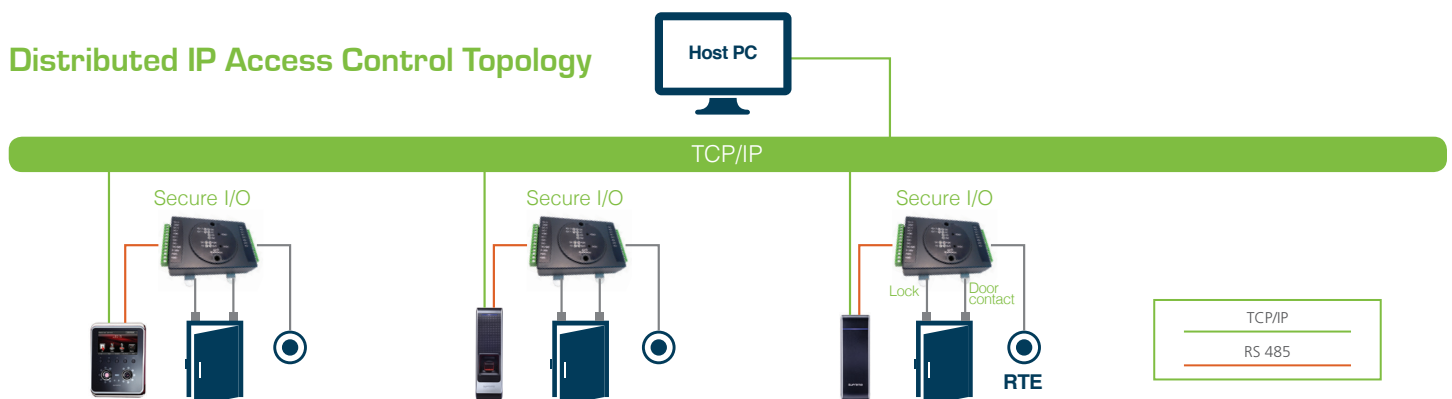 Distributed IP Access Control Topology
Host PC
TCP/IP
Secure I/O
Secure I/O
Secure I/O
Lock
Door
contact
RTE
TCP/IP
RS 485